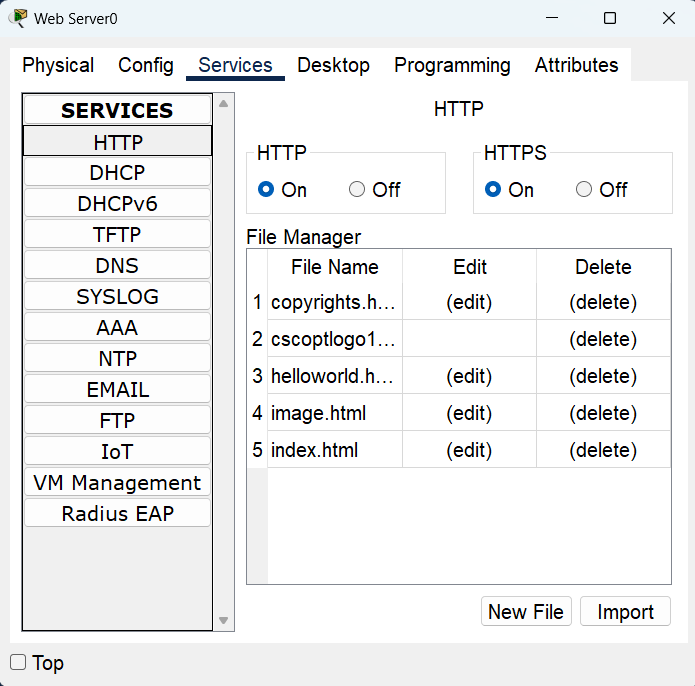 Web Server0
Physical Config Services Desktop Programming Attributes
SERVICES
HTTP
DHCP
DHCPv6
TFTP
DNS
SYSLOG
AAA
NTP
EMAIL
FTP
IoT
VM Management
Radius EAP
HTTP
HTTP
On Off
HTTPS
On Off
File Manager
File Name Edit Delete
1 copyrights.h... (edit) (delete)
2 cscoptlogo1... (delete)
3 helloworld.h... (edit) (delete)
4 image.html (edit) (delete)
5 index.html (edit) (delete)
New File Import
Top